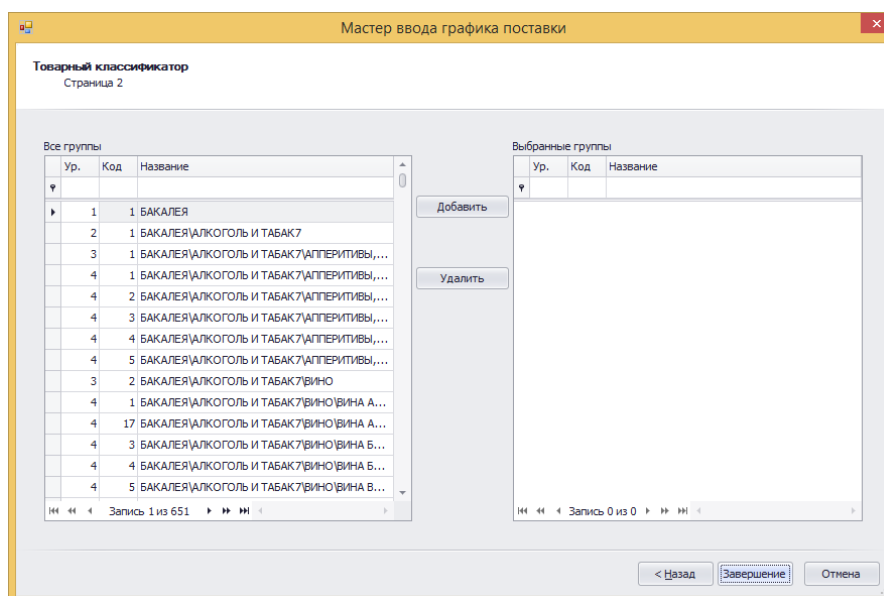 Мастер ввода графика поставки
Товарный классификатор
Страница 2
Все группы
Ур. Код Название
1 1 БАКАЛЕЯ
2 1 БАКАЛЕЯ\АЛКОГОЛЬ И ТАБАК7
3 1 БАКАЛЕЯ\АЛКОГОЛЬ И ТАБАК7\АППЕРИТИВЫ,...
4 1 БАКАЛЕЯ\АЛКОГОЛЬ И ТАБАК7\АППЕРИТИВЫ,...
4 2 БАКАЛЕЯ\АЛКОГОЛЬ И ТАБАК7\АППЕРИТИВЫ,...
4 3 БАКАЛЕЯ\АЛКОГОЛЬ И ТАБАК7\АППЕРИТИВЫ,...
4 4 БАКАЛЕЯ\АЛКОГОЛЬ И ТАБАК7\АППЕРИТИВЫ,...
4 5 БАКАЛЕЯ\АЛКОГОЛЬ И ТАБАК7\АППЕРИТИВЫ,...
3 2 БАКАЛЕЯ\АЛКОГОЛЬ И ТАБАК7\ВИНО
4 1 БАКАЛЕЯ\АЛКОГОЛЬ И ТАБАК7\ВИНО\ВИНА А...
4 17 БАКАЛЕЯ\АЛКОГОЛЬ И ТАБАК7\ВИНО\ВИНА А...
4 3 БАКАЛЕЯ\АЛКОГОЛЬ И ТАБАК7\ВИНО\ВИНА Б...
4 4 БАКАЛЕЯ\АЛКОГОЛЬ И ТАБАК7\ВИНО\ВИНА Б...
4 5 БАКАЛЕЯ\АЛКОГОЛЬ И ТАБАК7\ВИНО\ВИНА В...
Запись 1 из 651
Добавить
Удалить
Выбранные группы
Ур. Код Название
Запись 0 из 0
< Назад Завершение Отмена